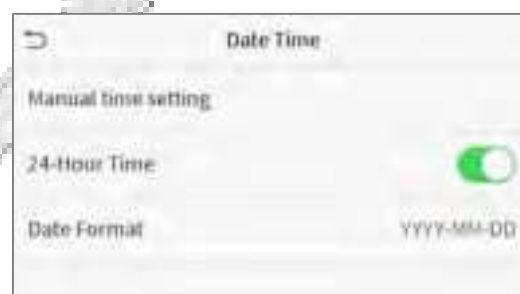 Date Time
Manual time setting
24-Hour Time
Date Format YYYY-MM-DD